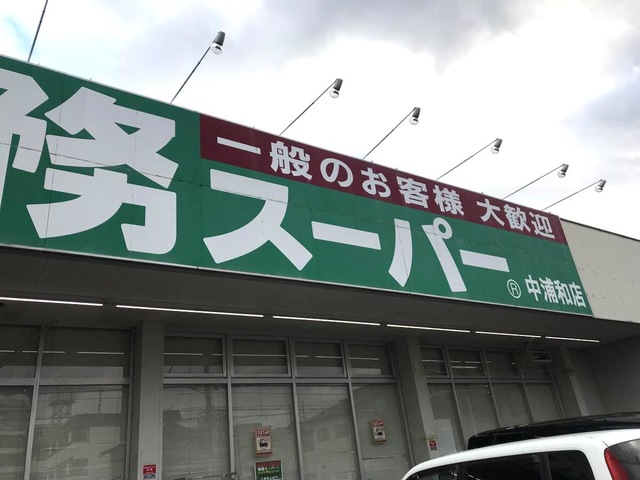 一般のお客様 大歓迎
務スーパー ® 中浦和店